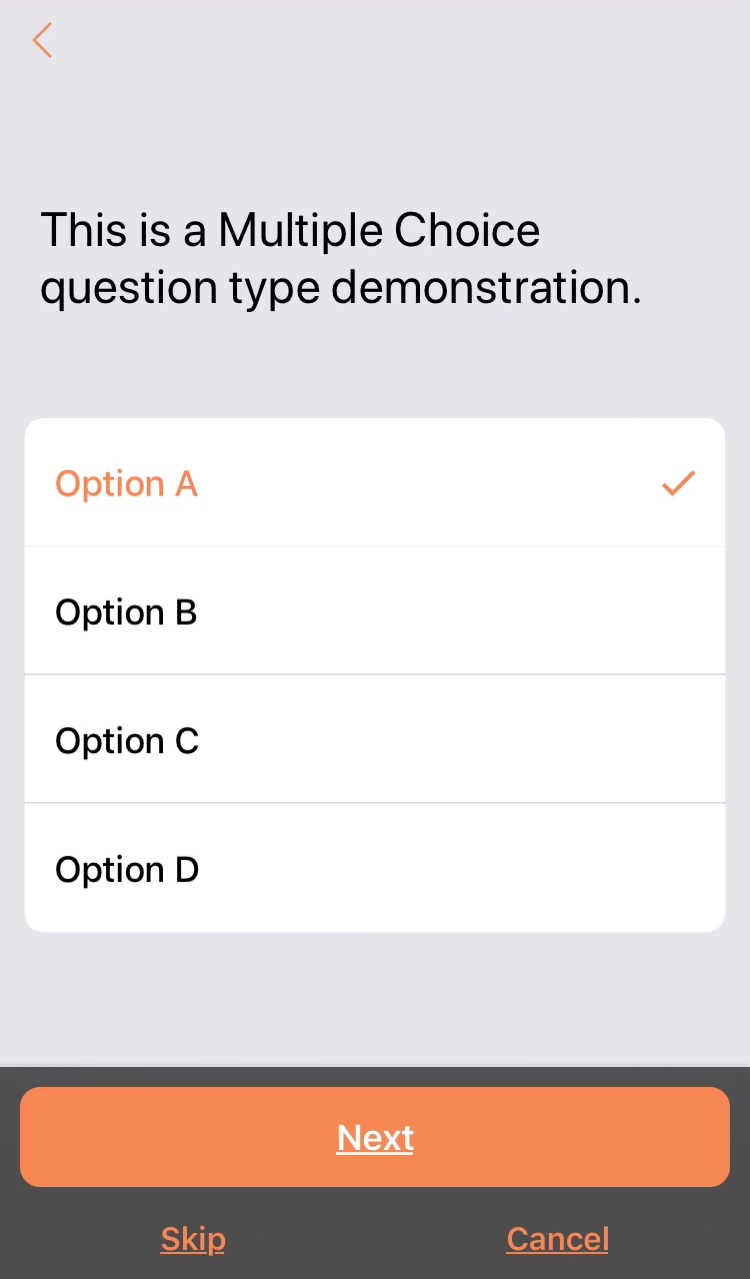 This is a Multiple Choice
question type demonstration.
Option A
Option B
Option C
Option D
Next
Skip
Cancel